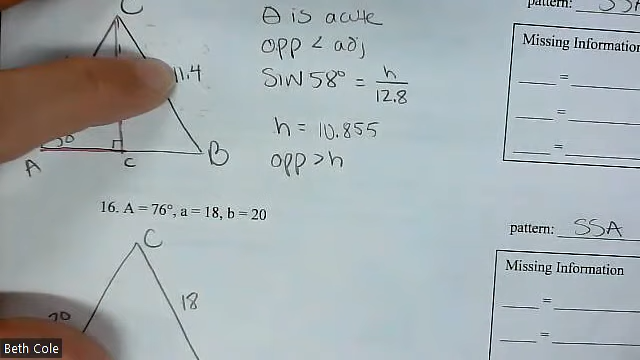 C
θ is acute
opp < adj
SIN 58° = h
12.8
h = 10.855
opp > h
11.4
A
c
B
pattern:
Missing Information
=
=
=
16. A = 76°, a = 18, b = 20
C
18
20
pattern: SSA
Missing Information
=
=
Beth Cole